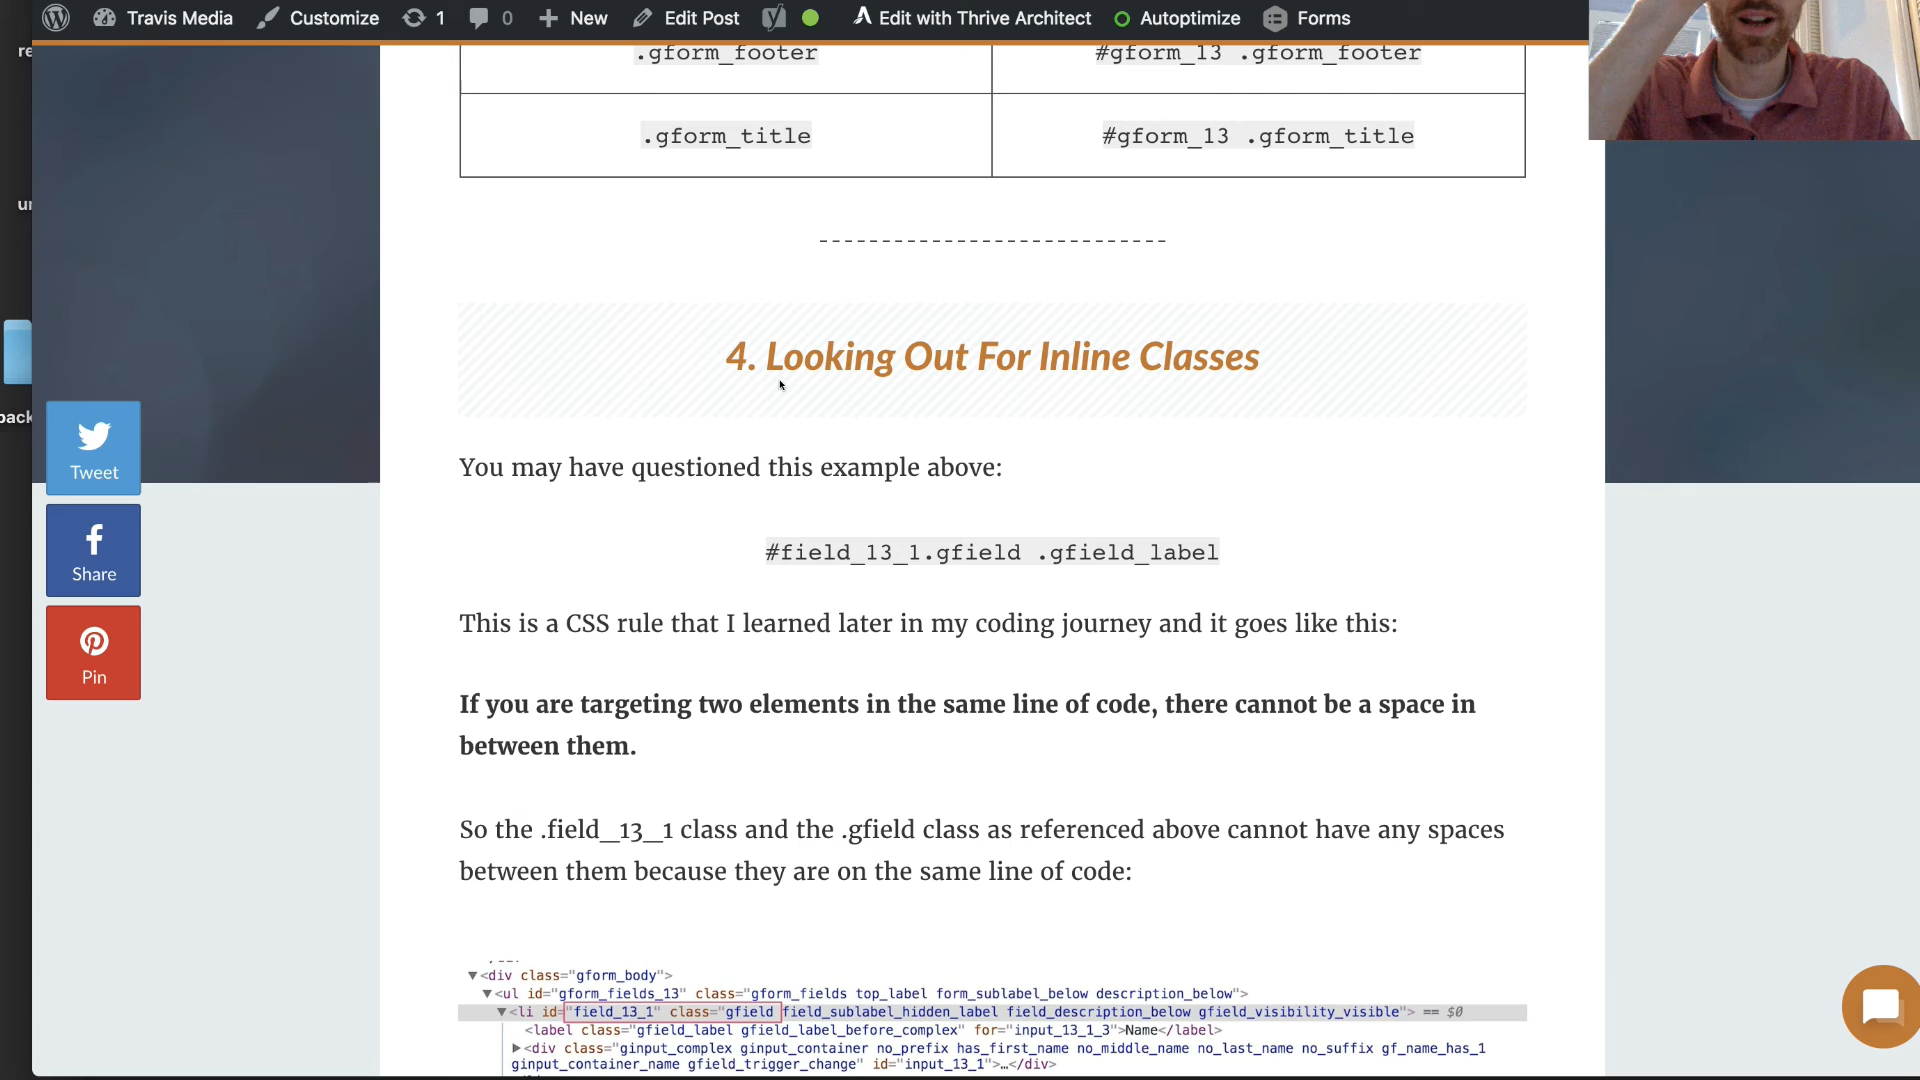 Travis Media Customize 1 0 New Edit Post Edit with Thrive Architect Autoptimize Forms
re
.gform_footer #gform_13 .gform_footer
.gform_title #gform_13 .gform_title
un
---------------------------
4. Looking Out For Inline Classes
back
Tweet
You may have questioned this example above:
#field_13_1.gfield .gfield_label
Share
This is a CSS rule that I learned later in my coding journey and it goes like this:
Pin
If you are targeting two elements in the same line of code, there cannot be a space in
between them.
So the .field_13_1 class and the .gfield class as referenced above cannot have any spaces
between them because they are on the same line of code:
▼<div class="gform_body">
▼<ul id="gform_fields_13" class="gform_fields top_label form_sublabel_below description_below">
▼<li id="field_13_1" class="gfield field_sublabel_hidden_label field_description_below gfield_visibility_visible"> == $0
<label class="gfield_label gfield_label_before_complex" for="input_13_1_3">Name</label>
▶<div class="ginput_complex ginput_container no_prefix has_first_name no_middle_name no_last_name no_suffix gf_name_has_1
ginput_container_name gfield_trigger_change" id="input_13_1">…</div>